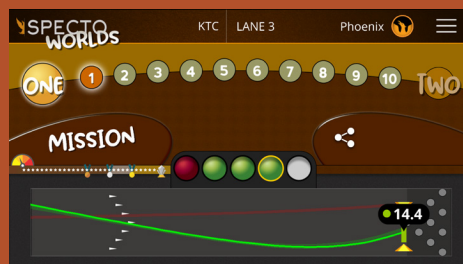 SPECTO
WORLDS
KTC
LANE 3
Phoenix
ONE
1 2 3 4 5 6 7 8 9 10
TWO
MISSION
14.4